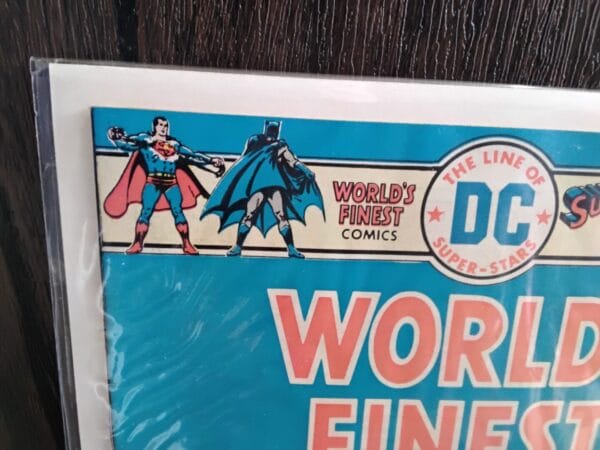 WORLD'S
FINEST
COMICS
THE LINE OF
DC
SUPER-STARS
WORLD
FINEST